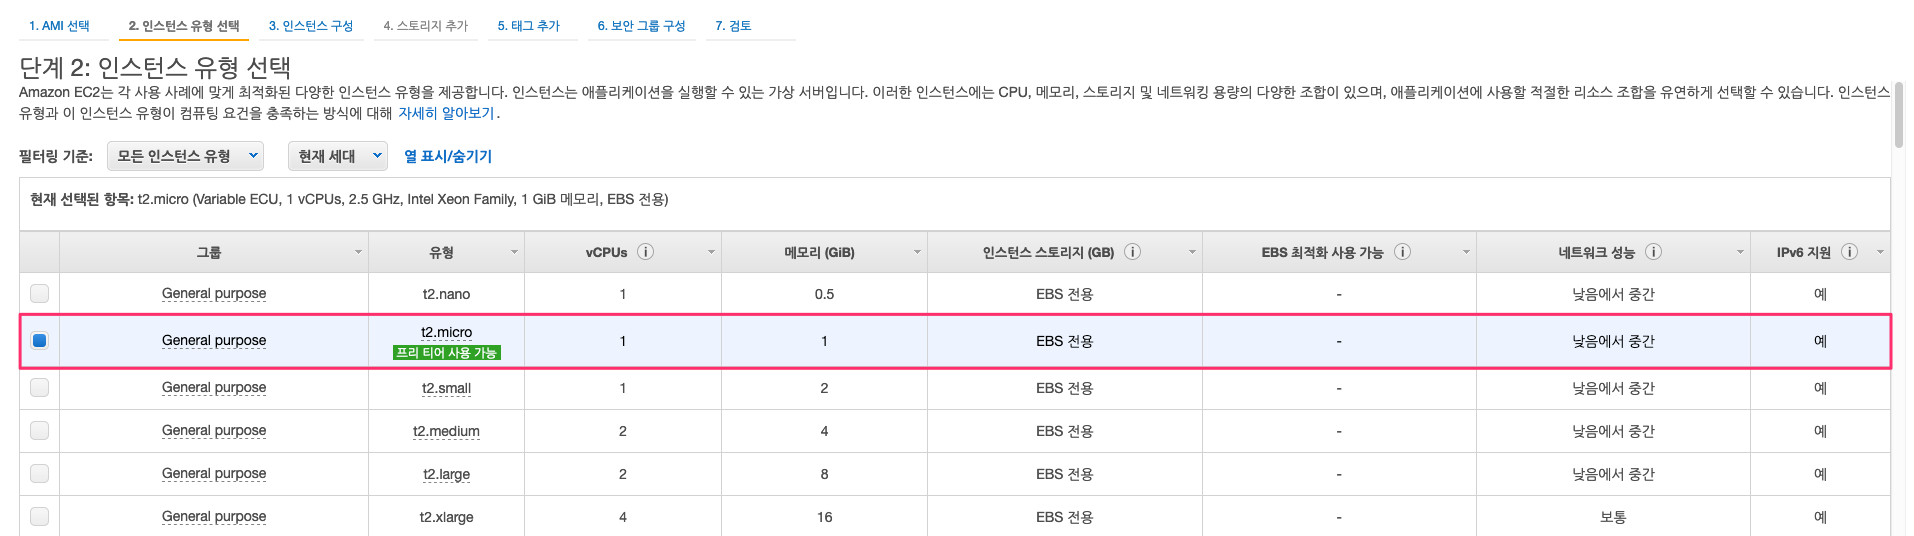 1. AMI 선택 2. 인스턴스 유형 선택 3. 인스턴스 구성 4. 스토리지 추가 5. 태그 추가 6. 보안 그룹 구성 7. 검토
단계 2: 인스턴스 유형 선택
Amazon EC2는 각 사용 사례에 맞게 최적화된 다양한 인스턴스 유형을 제공합니다. 인스턴스는 애플리케이션을 실행할 수 있는 가상 서버입니다. 이러한 인스턴스에는 CPU, 메모리, 스토리지 및 네트워킹 용량의 다양한 조합이 있으며, 애플리케이션에 사용할 적절한 리소스 조합을 유연하게 선택할 수 있습니다. 인스턴스
유형과 이 인스턴스 유형이 컴퓨팅 요건을 충족하는 방식에 대해 자세히 알아보기.
필터링 기준: 모든 인스턴스 유형 현재 세대 열 표시/숨기기
현재 선택된 항목: t2.micro (Variable ECU, 1 vCPUs, 2.5 GHz, Intel Xeon Family, 1 GiB 메모리, EBS 전용)
그룹 유형 vCPUs 메모리 (GiB) 인스턴스 스토리지 (GB) EBS 최적화 사용 가능 네트워크 성능 IPv6 지원
General purpose t2.nano 1 0.5 EBS 전용 - 낮음에서 중간 예
General purpose t2.micro 1 1 EBS 전용 - 낮음에서 중간 예
프리 티어 사용 가능
General purpose t2.small 1 2 EBS 전용 - 낮음에서 중간 예
General purpose t2.medium 2 4 EBS 전용 - 낮음에서 중간 예
General purpose t2.large 2 8 EBS 전용 - 낮음에서 중간 예
General purpose t2.xlarge 4 16 EBS 전용 - 보통 예